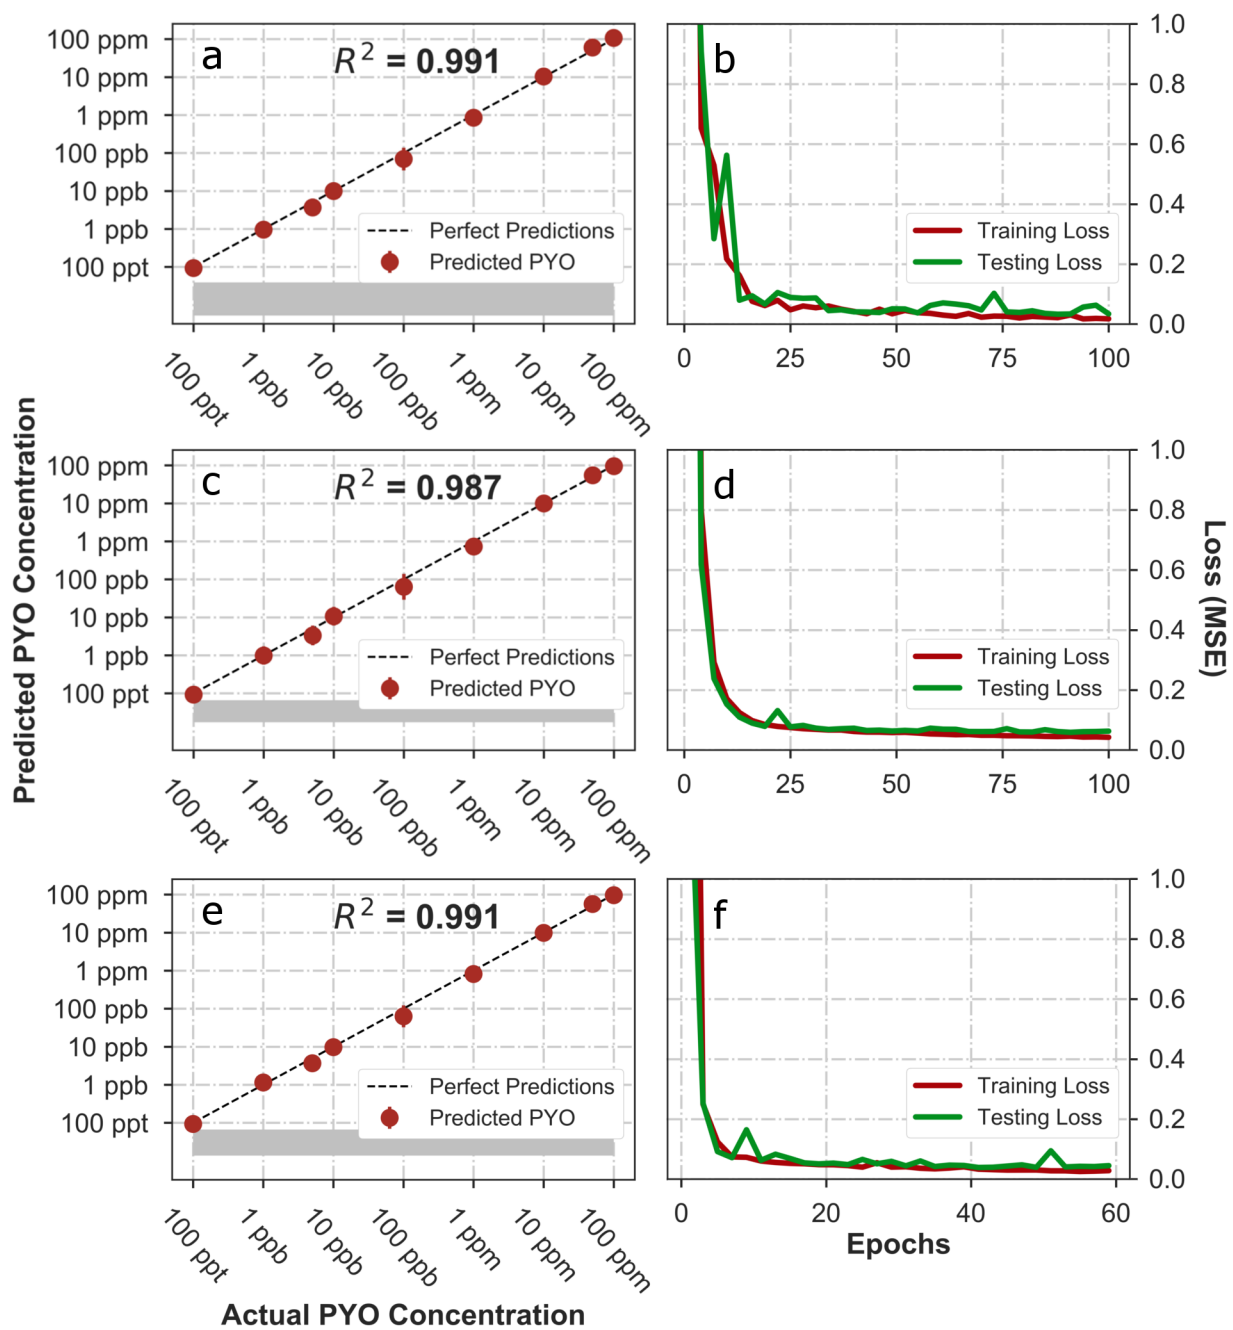 a
R² = 0.991
100 ppm
10 ppm
1 ppm
100 ppb
10 ppb
1 ppb
100 ppt
Perfect Predictions
Predicted PYO
100 ppt
1 ppb
10 ppb
100 ppb
1 ppm
10 ppm
100 ppm
b
1.0
0.8
0.6
0.4
0.2
0.0
Training Loss
Testing Loss
0 25 50 75 100
c
R² = 0.987
100 ppm
10 ppm
1 ppm
100 ppb
10 ppb
1 ppb
100 ppt
Perfect Predictions
Predicted PYO
100 ppt
1 ppb
10 ppb
100 ppb
1 ppm
10 ppm
100 ppm
Predicted PYO Concentration
d
1.0
0.8
0.6
0.4
0.2
0.0
Training Loss
Testing Loss
0 25 50 75 100
Loss (MSE)
e
R² = 0.991
100 ppm
10 ppm
1 ppm
100 ppb
10 ppb
1 ppb
100 ppt
Perfect Predictions
Predicted PYO
100 ppt
1 ppb
10 ppb
100 ppb
1 ppm
10 ppm
100 ppm
Actual PYO Concentration
f
1.0
0.8
0.6
0.4
0.2
0.0
Training Loss
Testing Loss
0 20 40 60
Epochs